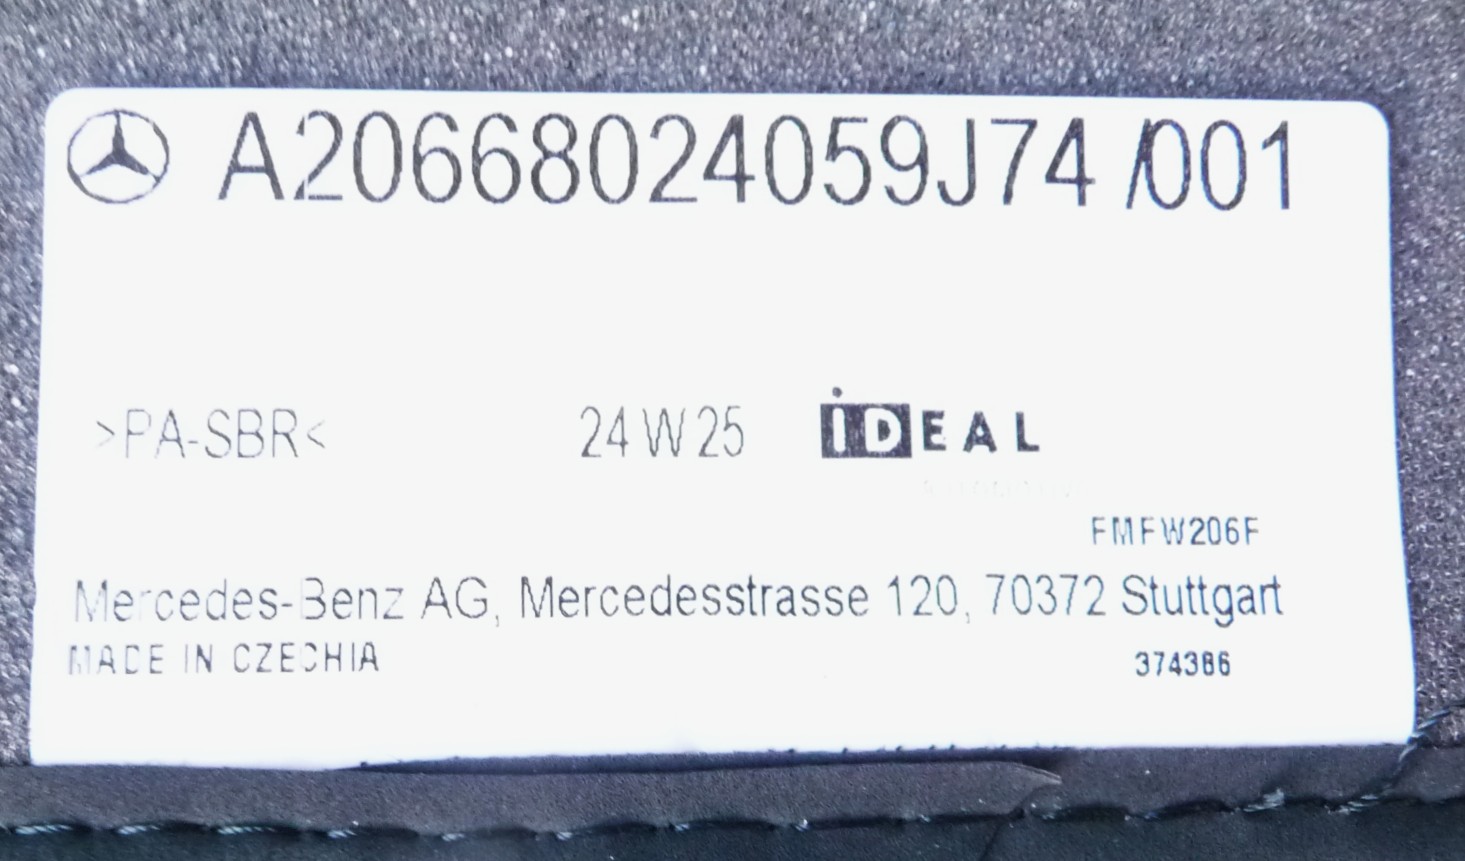 A20668024059J74 /001
>PA-SBR< 24 W 25 iDEAL
FMFW206F
Mercedes-Benz AG, Mercedesstrasse 120, 70372 Stuttgart
MADE IN CZECHIA 374386